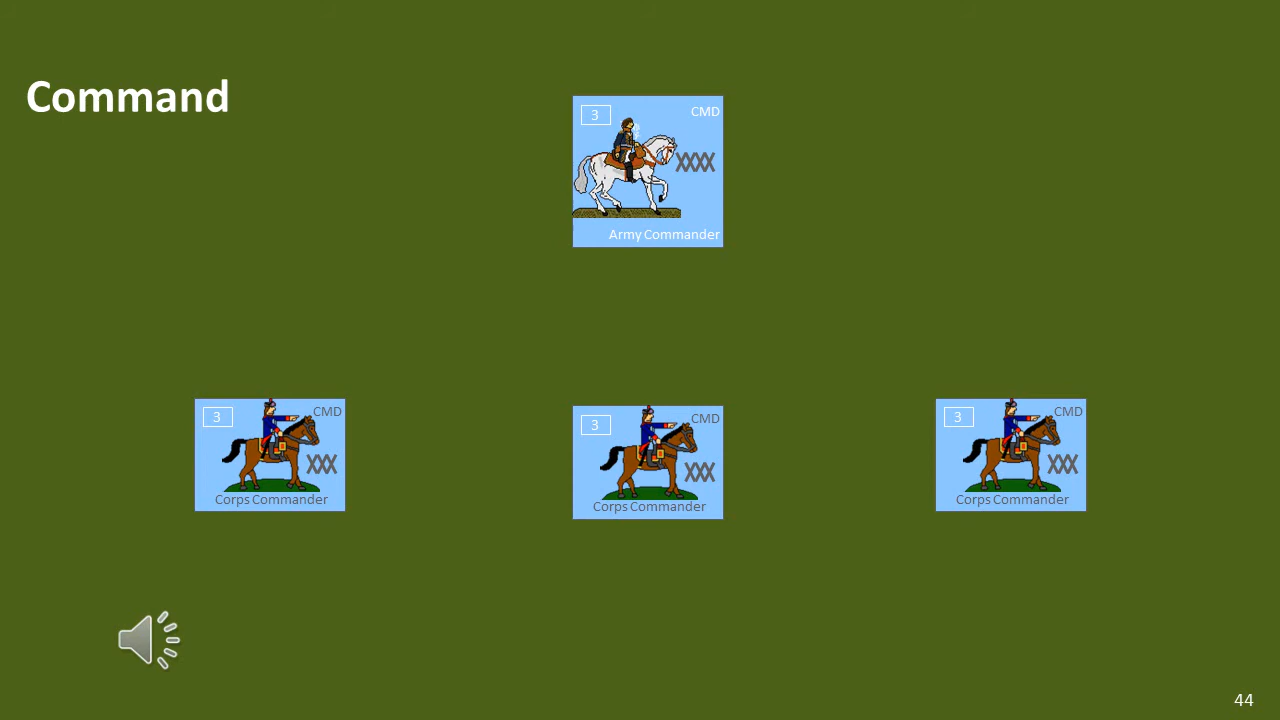 Command
3
CMD
XXXX
Army Commander
3
CMD
XXX
Corps Commander
3
CMD
XXX
Corps Commander
3
CMD
XXX
Corps Commander
44